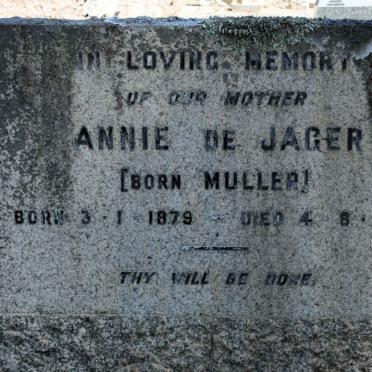 IN LOVING MEMORY
OF OUR MOTHER
ANNIE DE JAGER
[BORN MULLER]
BORN 3 · 1 · 1879 – DIED 4 · 8 ·
THY WILL BE DONE.